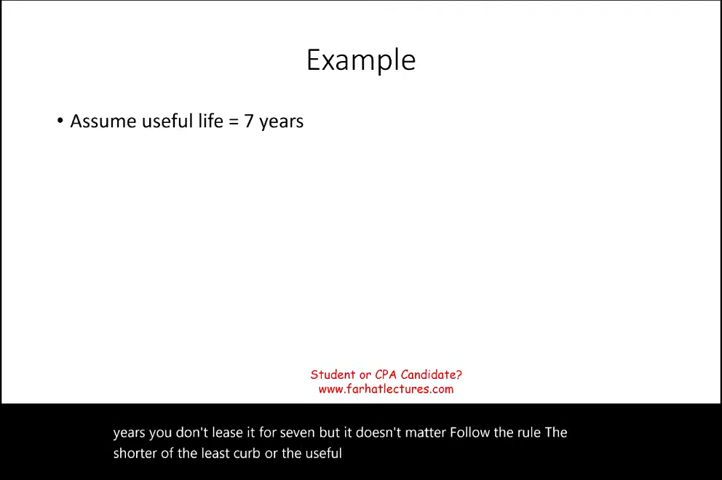 Example
• Assume useful life = 7 years
Student or CPA Candidate?
www.farhatlectures.com
years you don't lease it for seven but it doesn't matter Follow the rule The
shorter of the least curb or the useful